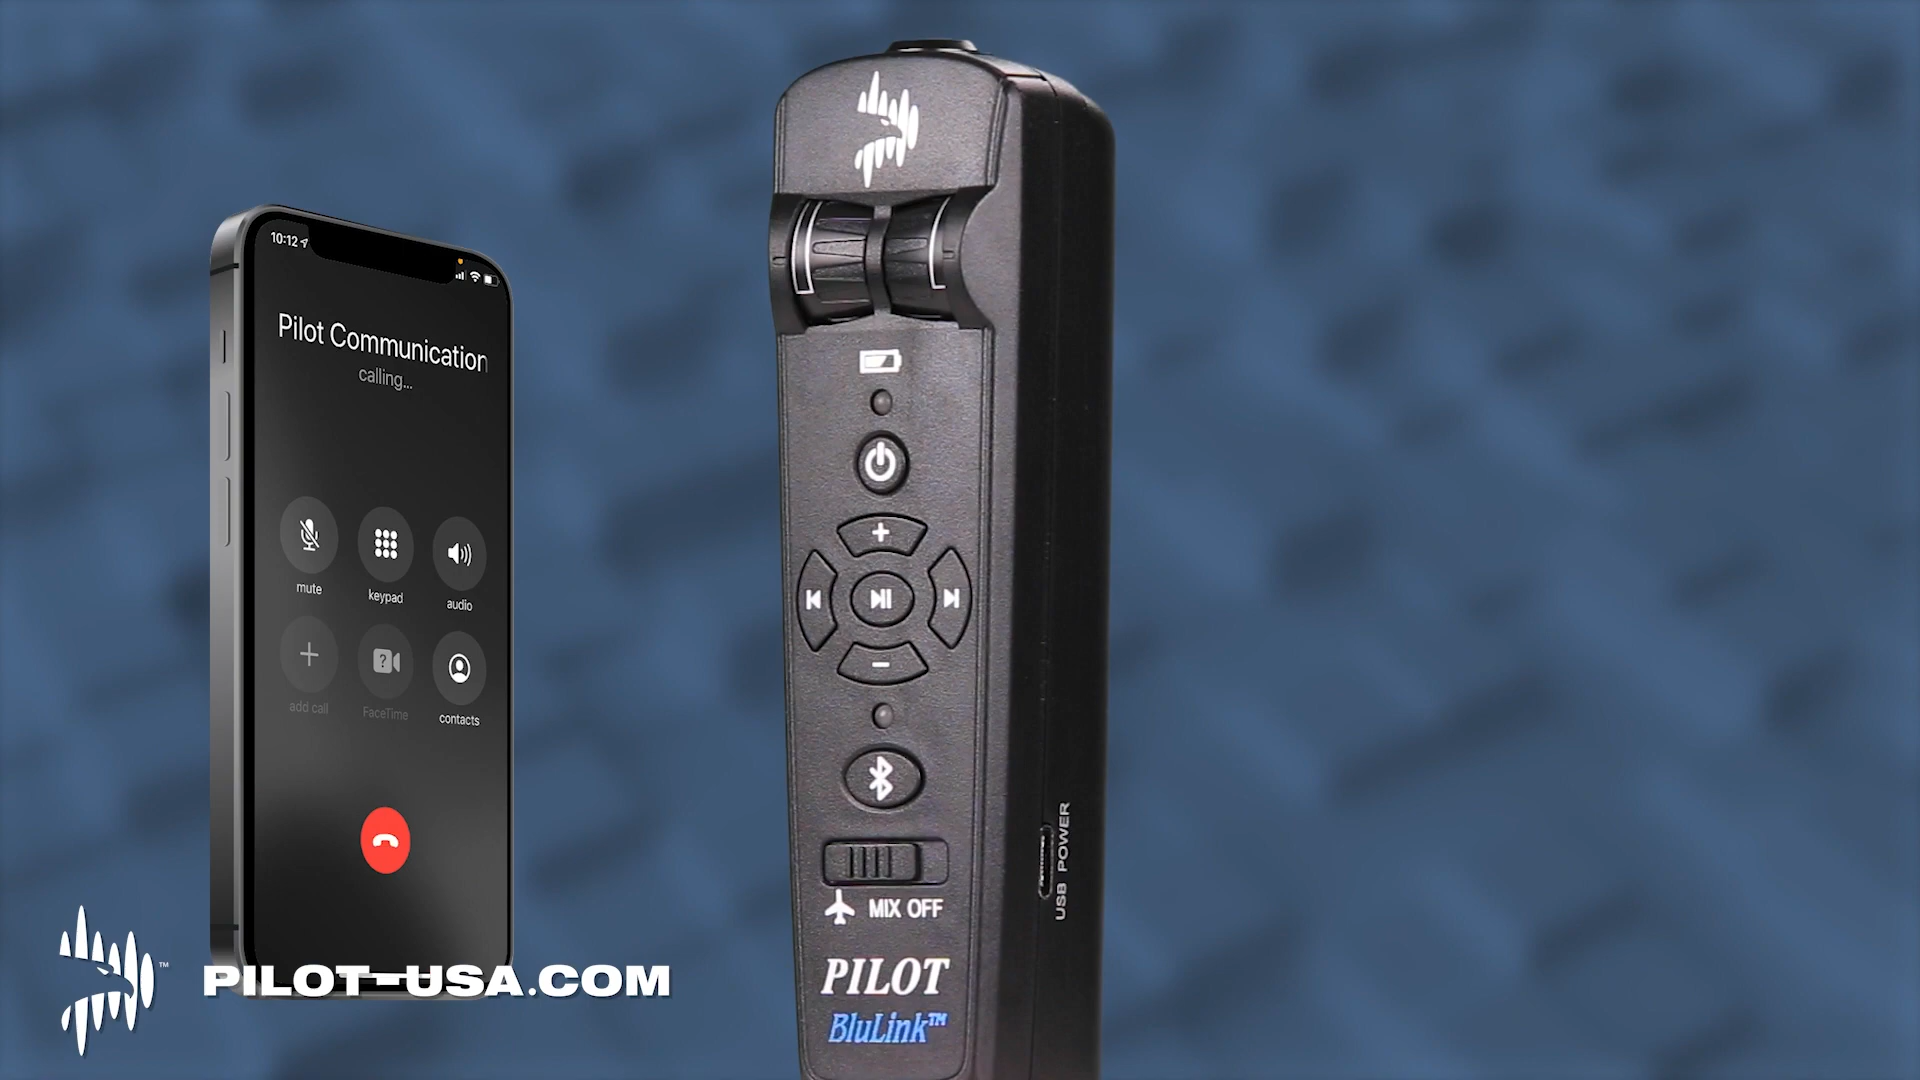 10:12
Pilot Communication
calling...
mute
keypad
audio
add call
FaceTime
contacts
MIX OFF
USB POWER
PILOT
BluLink™
™ PILOT-USA.COM